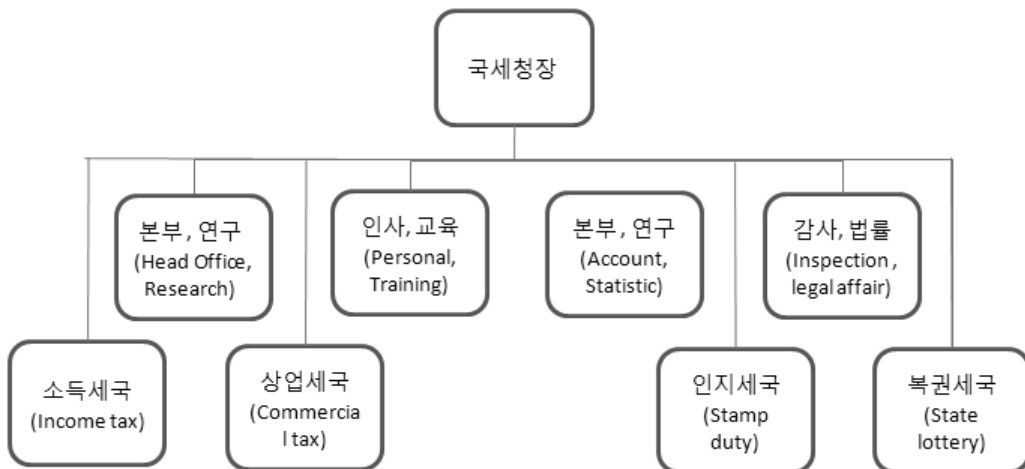 국세청장
본부, 연구
(Head Office,
Research)
인사, 교육
(Personal,
Training)
본부, 연구
(Account,
Statistic)
감사, 법률
(Inspection,
legal affair)
소득세국
(Income tax)
상업세국
(Commercia
l tax)
인지세국
(Stamp
duty)
복권세국
(State
lottery)